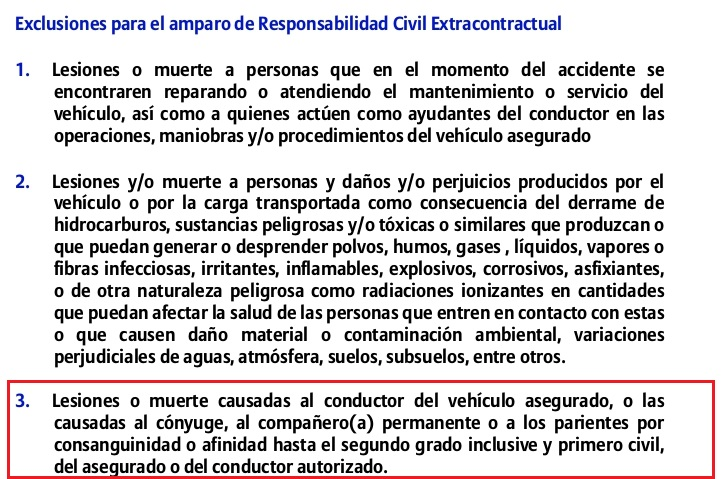 Exclusiones para el amparo de Responsabilidad Civil Extracontractual
1. Lesiones o muerte a personas que en el momento del accidente se
encontraren reparando o atendiendo el mantenimiento o servicio del
vehículo, así como a quienes actúen como ayudantes del conductor en las
operaciones, maniobras y/o procedimientos del vehículo asegurado
2. Lesiones y/o muerte a personas y daños y/o perjuicios producidos por el
vehículo o por la carga transportada como consecuencia del derrame de
hidrocarburos, sustancias peligrosas y/o tóxicas o similares que produzcan o
que puedan generar o desprender polvos, humos, gases , líquidos, vapores o
fibras infecciosas, irritantes, inflamables, explosivos, corrosivos, asfixiantes,
o de otra naturaleza peligrosa como radiaciones ionizantes en cantidades
que puedan afectar la salud de las personas que entren en contacto con estas
o que causen daño material o contaminación ambiental, variaciones
perjudiciales de aguas, atmósfera, suelos, subsuelos, entre otros.
3. Lesiones o muerte causadas al conductor del vehículo asegurado, o las
causadas al cónyuge, al compañero(a) permanente o a los parientes por
consanguinidad o afinidad hasta el segundo grado inclusive y primero civil,
del asegurado o del conductor autorizado.